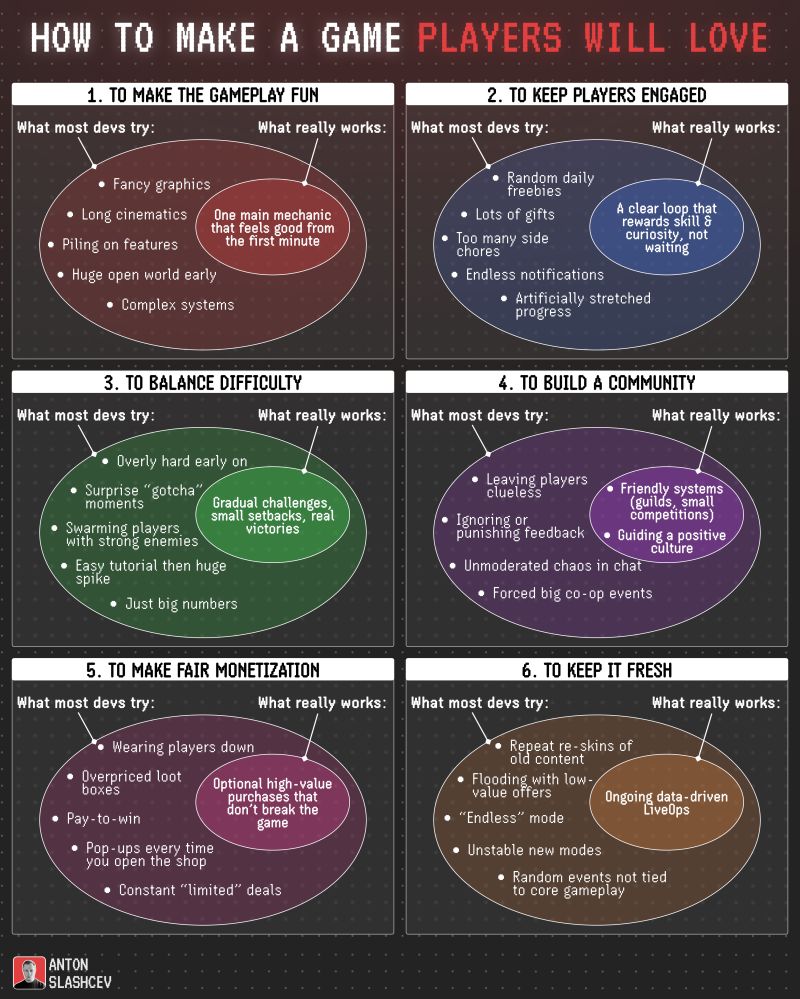 HOW TO MAKE A GAME PLAYERS WILL LOVE
1. TO MAKE THE GAMEPLAY FUN
What most devs try:
What really works:
• Fancy graphics
• Long cinematics
• Piling on features
• Huge open world early
• Complex systems
One main mechanic
that feels good from
the first minute
2. TO KEEP PLAYERS ENGAGED
What most devs try:
What really works:
• Random daily
freebies
• Lots of gifts
• Too many side
chores
• Endless notifications
• Artificially stretched
progress
A clear loop that
rewards skill &
curiosity, not
waiting
3. TO BALANCE DIFFICULTY
What most devs try:
What really works:
• Overly hard early on
• Surprise “gotcha”
moments
• Swarming players
with strong enemies
• Easy tutorial then huge
spike
• Just big numbers
Gradual challenges,
small setbacks, real
victories
4. TO BUILD A COMMUNITY
What most devs try:
What really works:
• Leaving players
clueless
• Ignoring or
punishing feedback
• Unmoderated chaos in chat
• Forced big co-op events
• Friendly systems
(guilds, small
competitions)
• Guiding a positive
culture
5. TO MAKE FAIR MONETIZATION
What most devs try:
What really works:
• Wearing players down
• Overpriced loot
boxes
• Pay-to-win
• Pop-ups every time
you open the shop
• Constant “limited” deals
Optional high-value
purchases that
don’t break the
game
6. TO KEEP IT FRESH
What most devs try:
What really works:
• Repeat re-skins of
old content
• Flooding with low-
value offers
• “Endless” mode
• Unstable new modes
• Random events not tied
to core gameplay
Ongoing data-driven
LiveOps
ANTON
SLASHCEV